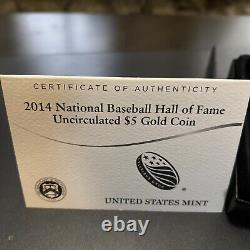 CERTIFICATE OF AUTHENTICITY
2014 National Baseball Hall of Fame
Uncirculated $5 Gold Coin
UNITED STATES MINT